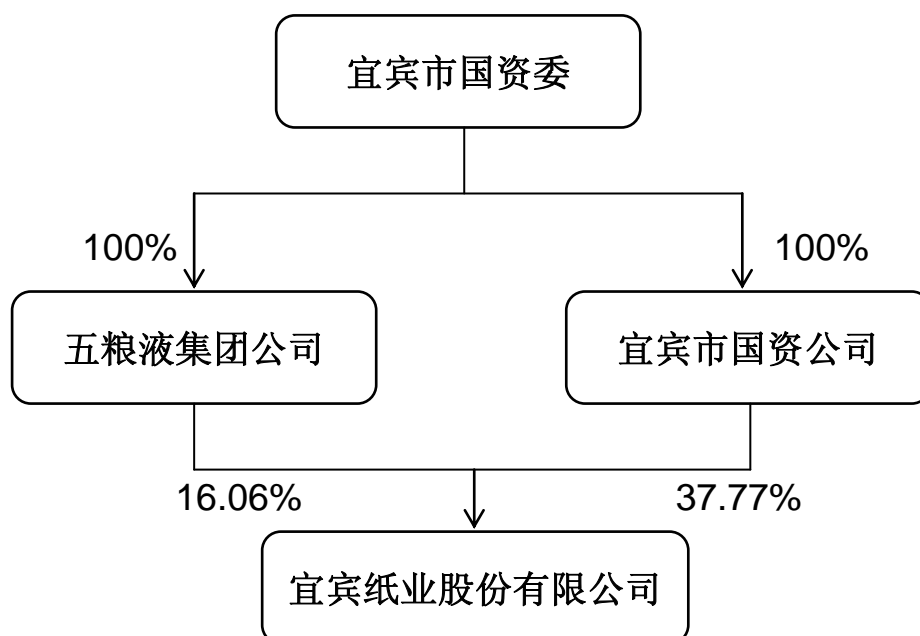 宜宾市国资委
100%
100%
五粮液集团公司
宜宾市国资公司
16.06%
37.77%
宜宾纸业股份有限公司